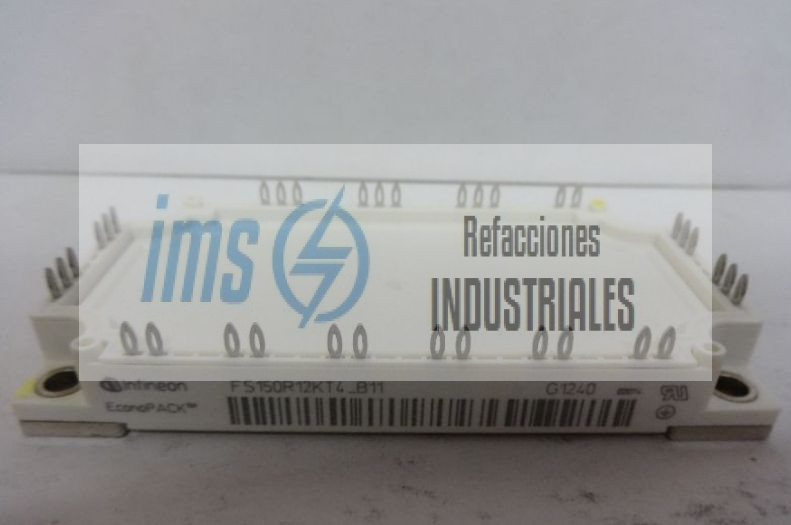 ims
Refacciones
INDUSTRIALES
infineon FS150R12KT4_B11 G1240
EconoPACK™